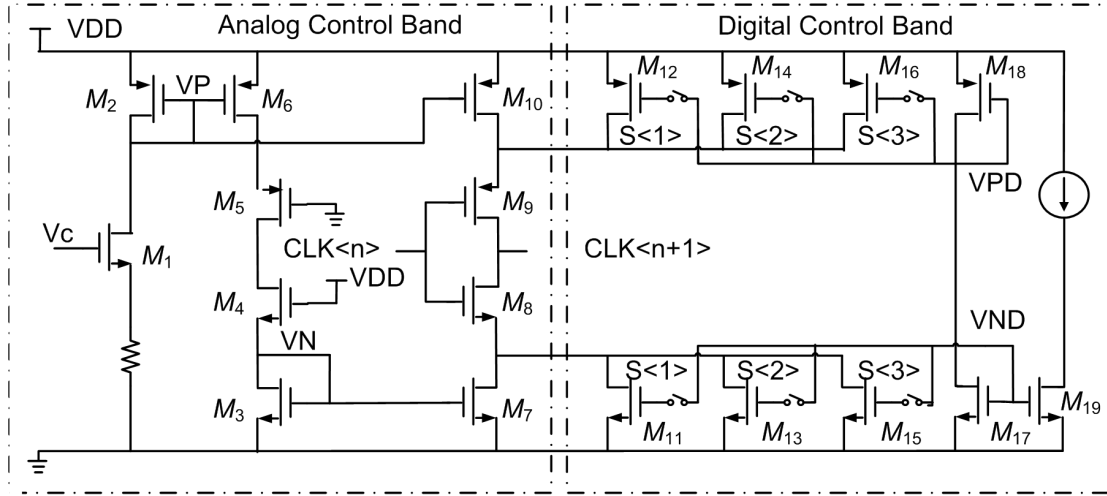 VDD Analog Control Band Digital Control Band
M12 M14 M16 M18
M2 VP M6 M10
S<1> S<2> S<3>
VPD
M5 M9
Vc M1 CLK<n> CLK<n+1>
VDD
M4 M8
VND
VN
S<1> S<2> S<3>
M3 M7 M19
M11 M13 M15 M17